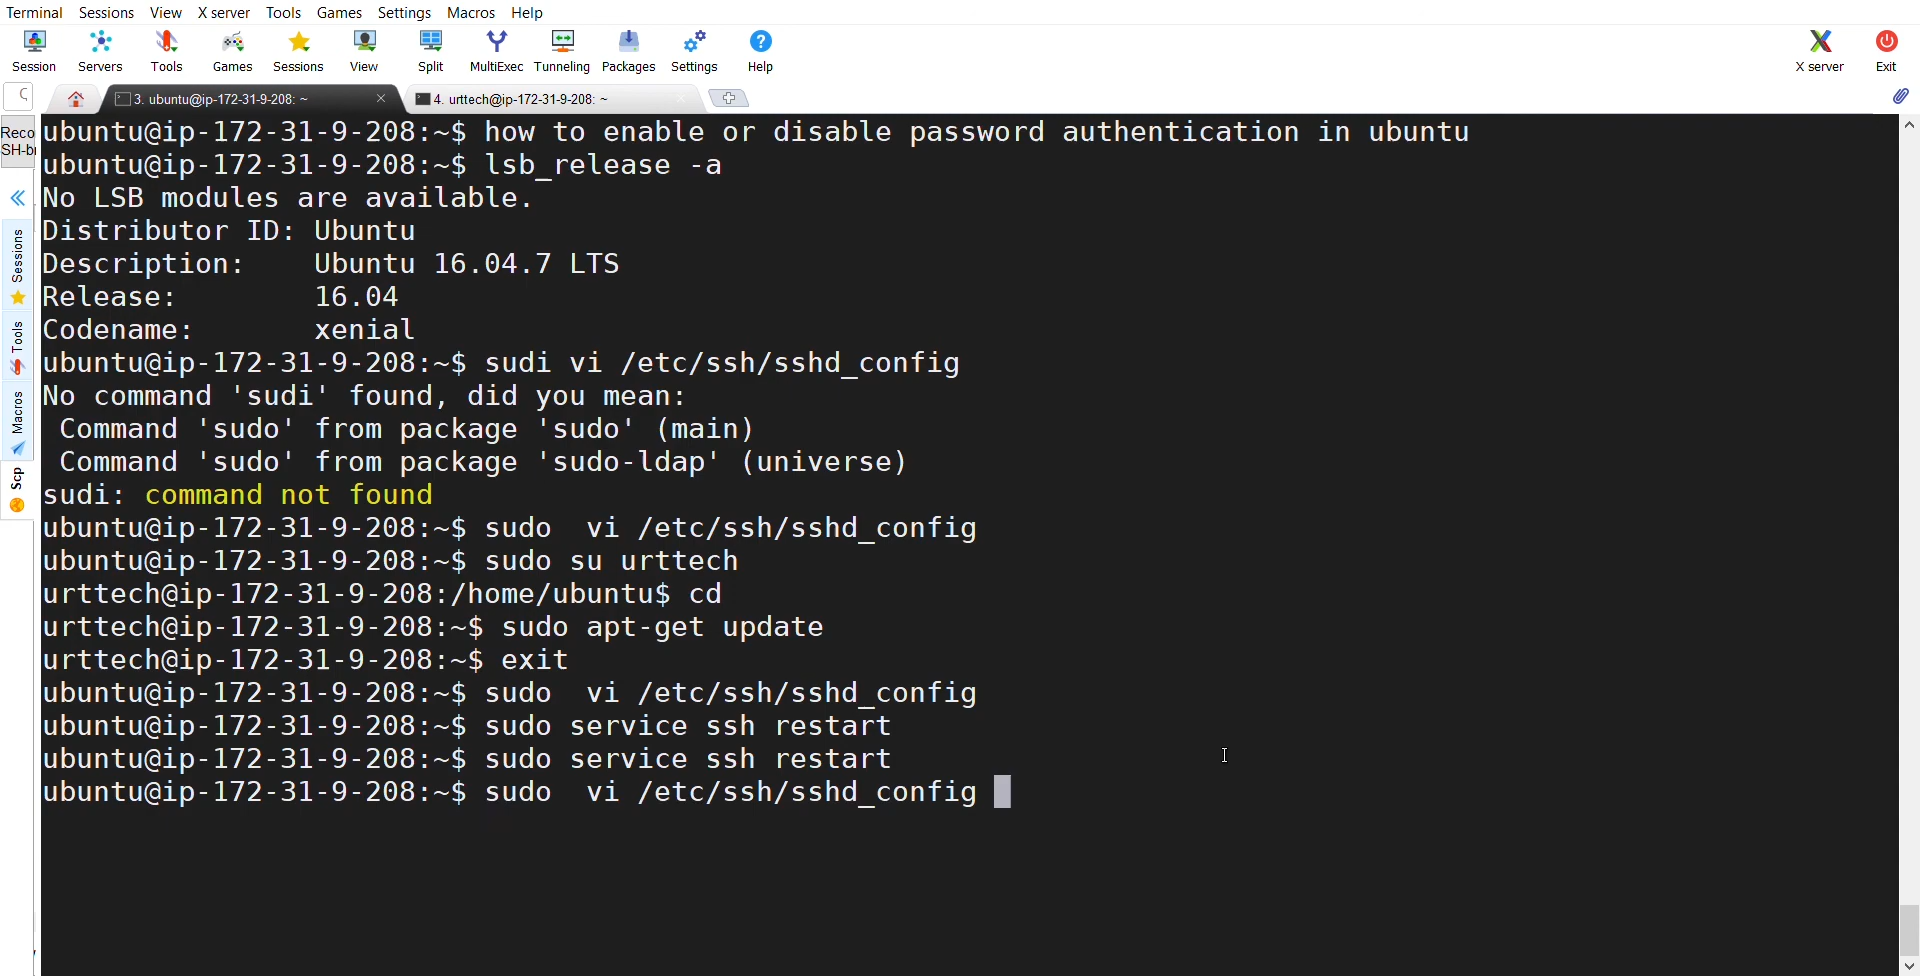 Terminal Sessions View X server Tools Games Settings Macros Help
Session Servers Tools Games Sessions View Split MultiExec Tunneling Packages Settings Help X server Exit
3. ubuntu@ip-172-31-9-208: ~ 4. urttech@ip-172-31-9-208: ~
Sessions
Tools
Macros
Scp
ubuntu@ip-172-31-9-208:~$ how to enable or disable password authentication in ubuntu
ubuntu@ip-172-31-9-208:~$ lsb_release -a
No LSB modules are available.
Distributor ID: Ubuntu
Description:    Ubuntu 16.04.7 LTS
Release:        16.04
Codename:       xenial
ubuntu@ip-172-31-9-208:~$ sudi vi /etc/ssh/sshd_config
No command 'sudi' found, did you mean:
 Command 'sudo' from package 'sudo' (main)
 Command 'sudo' from package 'sudo-ldap' (universe)
sudi: command not found
ubuntu@ip-172-31-9-208:~$ sudo  vi /etc/ssh/sshd_config
ubuntu@ip-172-31-9-208:~$ sudo su urttech
urttech@ip-172-31-9-208:/home/ubuntu$ cd
urttech@ip-172-31-9-208:~$ sudo apt-get update
urttech@ip-172-31-9-208:~$ exit
ubuntu@ip-172-31-9-208:~$ sudo  vi /etc/ssh/sshd_config
ubuntu@ip-172-31-9-208:~$ sudo service ssh restart
ubuntu@ip-172-31-9-208:~$ sudo service ssh restart
ubuntu@ip-172-31-9-208:~$ sudo  vi /etc/ssh/sshd_config